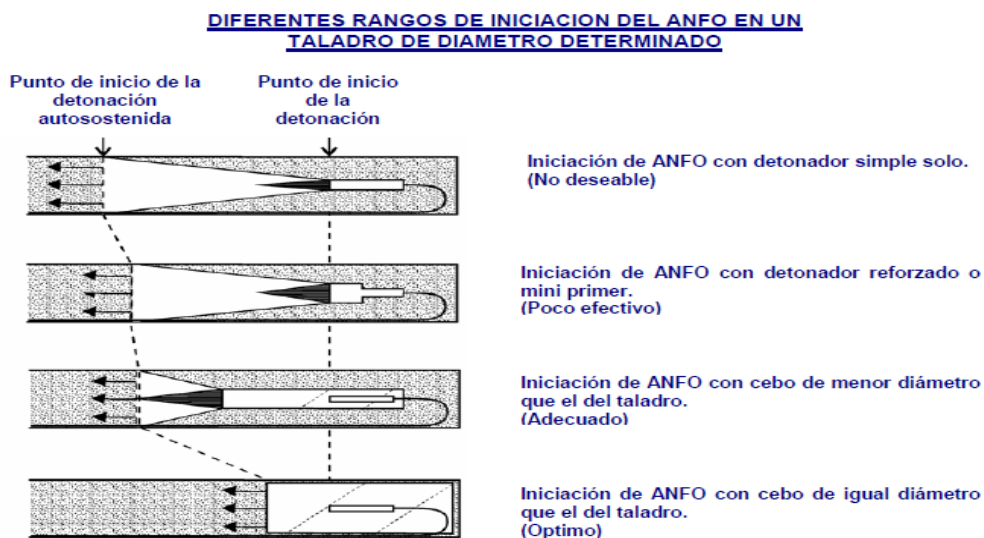 DIFERENTES RANGOS DE INICIACION DEL ANFO EN UN
TALADRO DE DIAMETRO DETERMINADO
Punto de inicio de la
detonación
autosostenida
Punto de inicio
de la
detonación
Iniciación de ANFO con detonador simple solo.
(No deseable)
Iniciación de ANFO con detonador reforzado o
mini primer.
(Poco efectivo)
Iniciación de ANFO con cebo de menor diámetro
que el del taladro.
(Adecuado)
Iniciación de ANFO con cebo de igual diámetro
que el del taladro.
(Optimo)